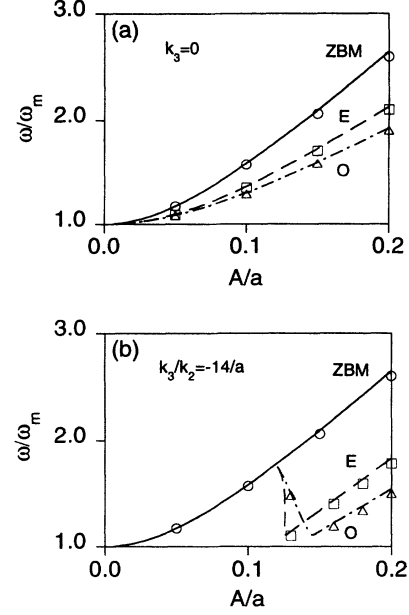 3.0
(a)
k₃=0
ZBM
ω/ωₘ
2.0
E
O
1.0
0.0 0.1 0.2
A/a
3.0
(b)
k₃/k₂=-14/a
ZBM
ω/ωₘ
2.0
E
O
1.0
0.0 0.1 0.2
A/a